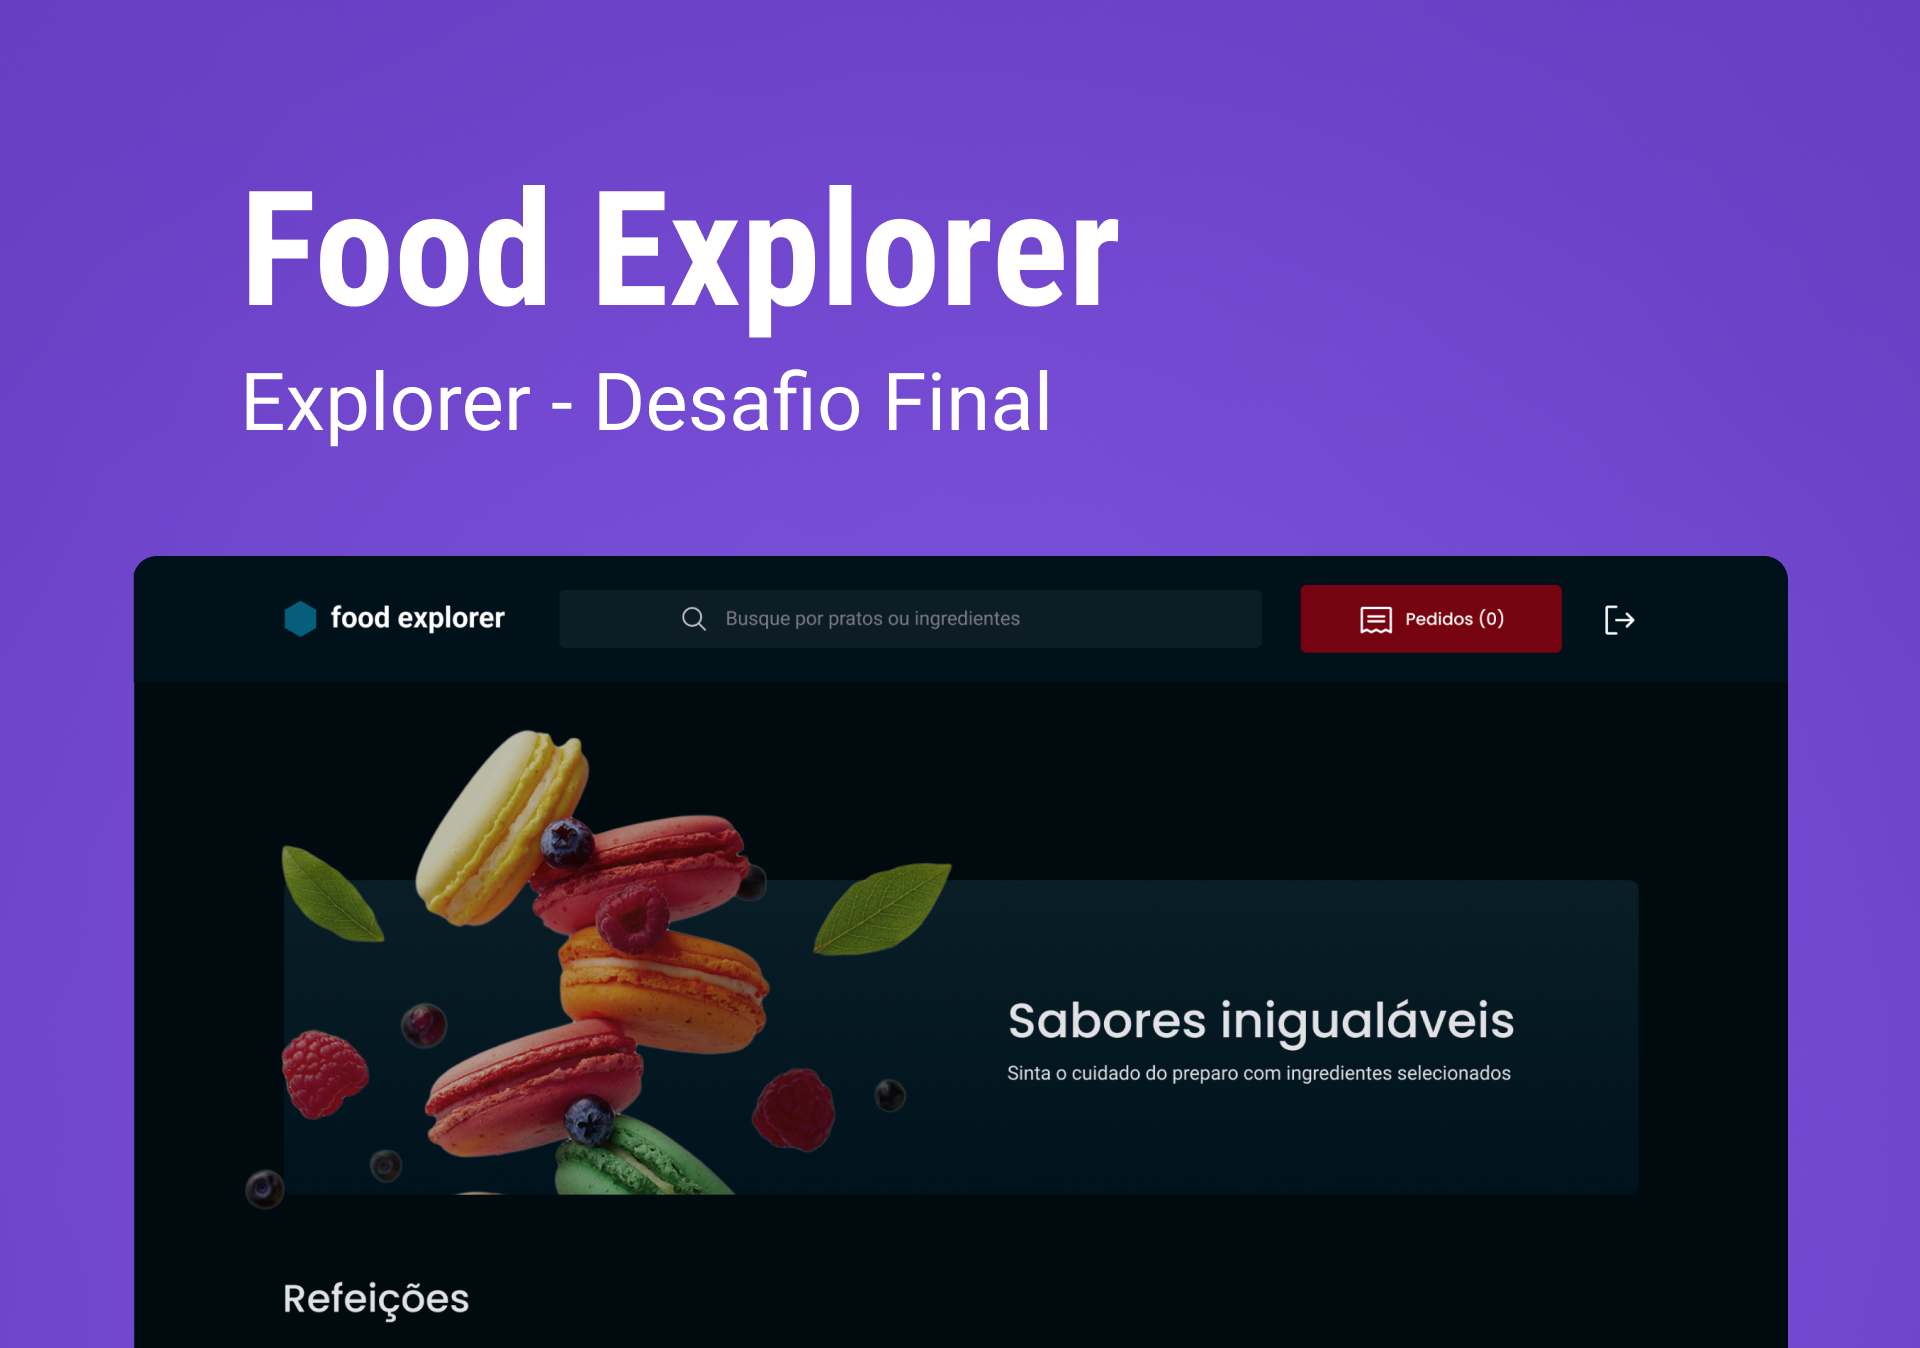 Food Explorer
Explorer - Desafio Final
food explorer
Busque por pratos ou ingredientes
Pedidos (0)
Sabores inigualáveis
Sinta o cuidado do preparo com ingredientes selecionados
Refeições